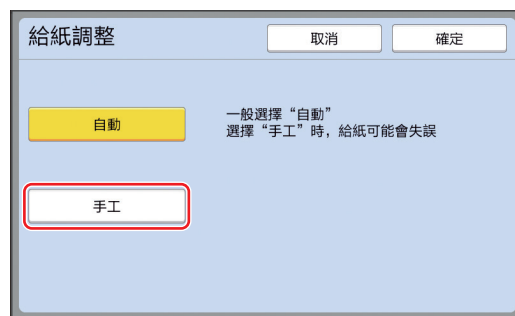 給紙調整
取消
確定
自動
一般選擇“自動”
選擇“手工”時，給紙可能會失誤
手工